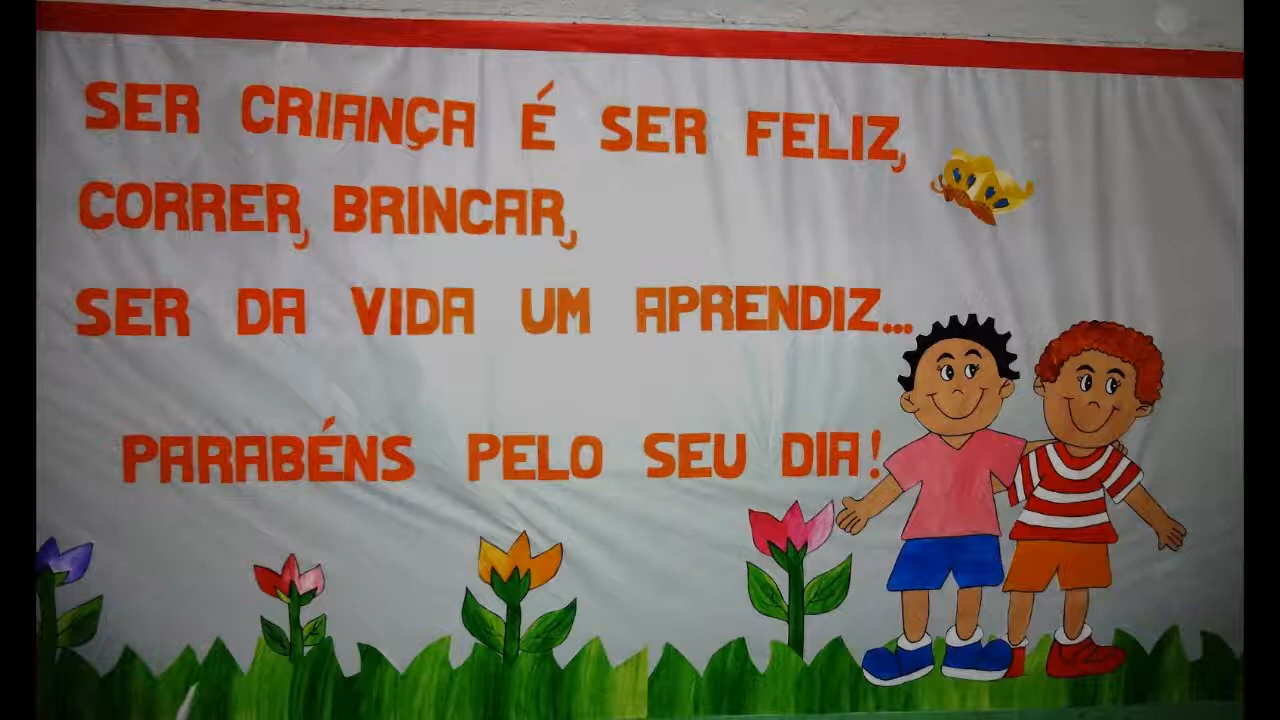 SER CRIANÇA É SER FELIZ,
CORRER, BRINCAR,
SER DA VIDA UM APRENDIZ...
PARABÉNS PELO SEU DIA!